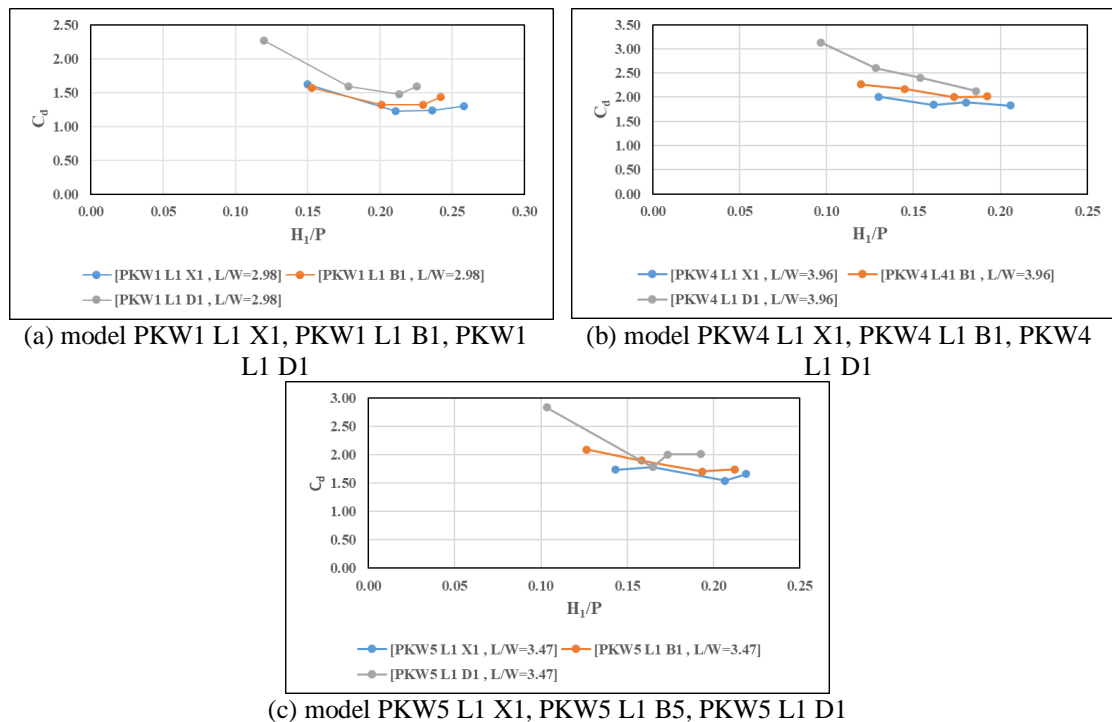 2.50
2.00
1.50
1.00
0.50
0.00
C_d
0.00 0.05 0.10 0.15 0.20 0.25 0.30
H₁/P
[PKW1 L1 X1 , L/W=2.98] [PKW1 L1 B1 , L/W=2.98]
[PKW1 L1 D1 , L/W=2.98]
(a) model PKW1 L1 X1, PKW1 L1 B1, PKW1
L1 D1
3.50
3.00
2.50
2.00
1.50
1.00
0.50
0.00
C_d
0.00 0.05 0.10 0.15 0.20 0.25
H₁/P
[PKW4 L1 X1 , L/W=3.96] [PKW4 L41 B1 , L/W=3.96]
[PKW4 L1 D1 , L/W=3.96]
(b) model PKW4 L1 X1, PKW4 L1 B1, PKW4
L1 D1
3.00
2.50
2.00
1.50
1.00
0.50
0.00
C_d
0.00 0.05 0.10 0.15 0.20 0.25
H₁/P
[PKW5 L1 X1 , L/W=3.47] [PKW5 L1 B1 , L/W=3.47]
[PKW5 L1 D1 , L/W=3.47]
(c) model PKW5 L1 X1, PKW5 L1 B5, PKW5 L1 D1